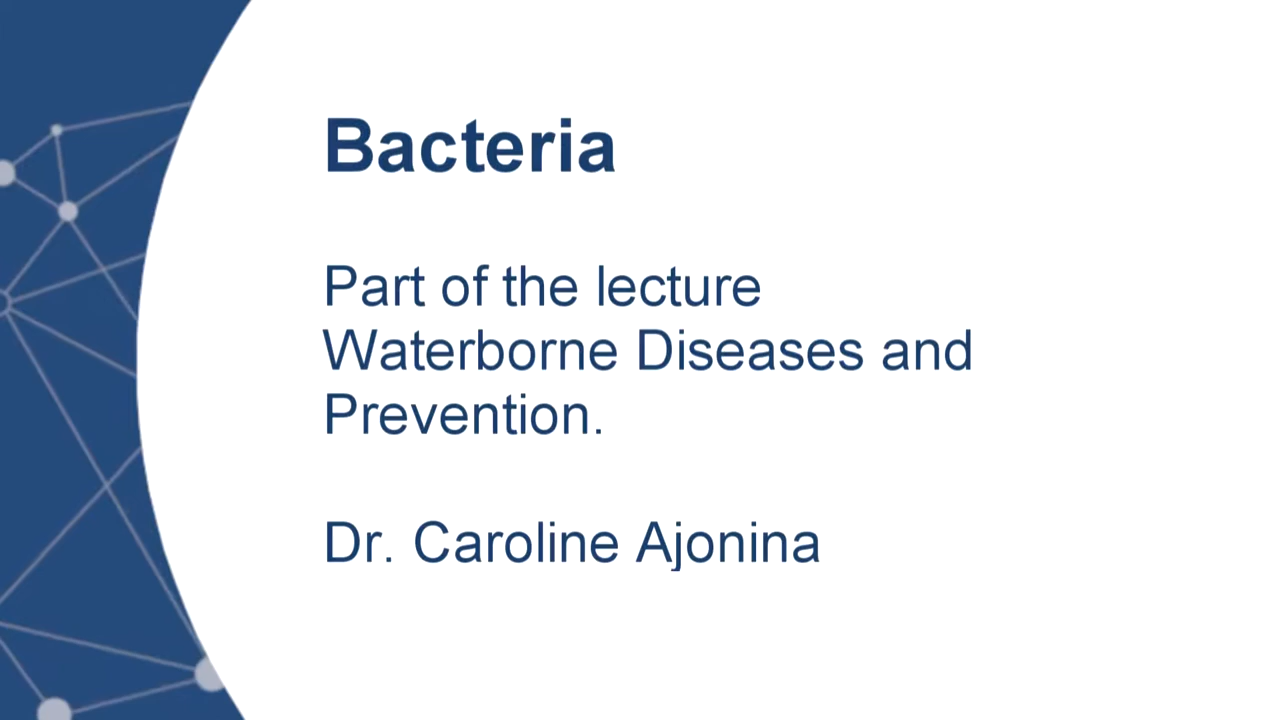 Bacteria
Part of the lecture
Waterborne Diseases and
Prevention.
Dr. Caroline Ajonina